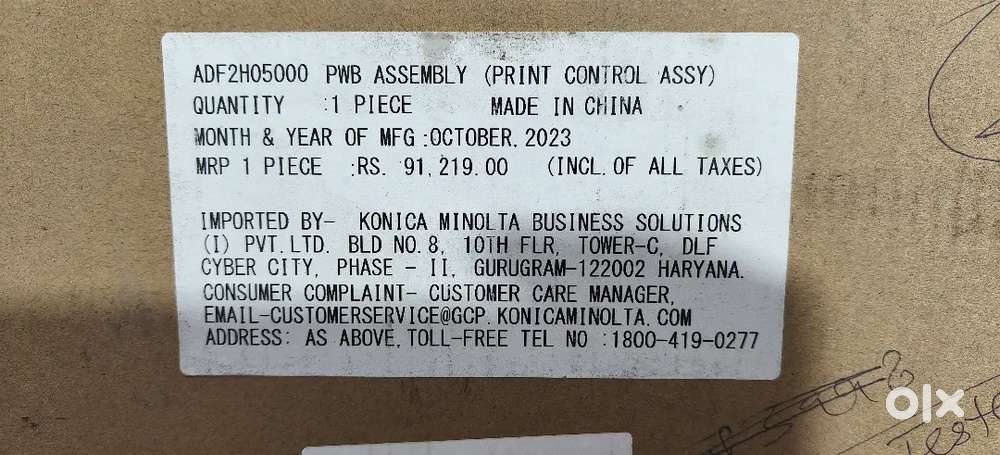 ADF2H05000 PWB ASSEMBLY (PRINT CONTROL ASSY)
QUANTITY :1 PIECE MADE IN CHINA
MONTH & YEAR OF MFG:OCTOBER, 2023
MRP 1 PIECE :RS. 91,219.00 (INCL. OF ALL TAXES)
IMPORTED BY- KONICA MINOLTA BUSINESS SOLUTIONS
(I) PVT.LTD. BLD NO.8, 10TH FLR, TOWER-C, DLF
CYBER CITY, PHASE - II, GURUGRAM-122002 HARYANA.
CONSUMER COMPLAINT- CUSTOMER CARE MANAGER,
EMAIL-CUSTOMERSERVICE@GCP.KONICAMINOLTA.COM
ADDRESS: AS ABOVE,TOLL-FREE TEL NO :1800-419-0277
olx